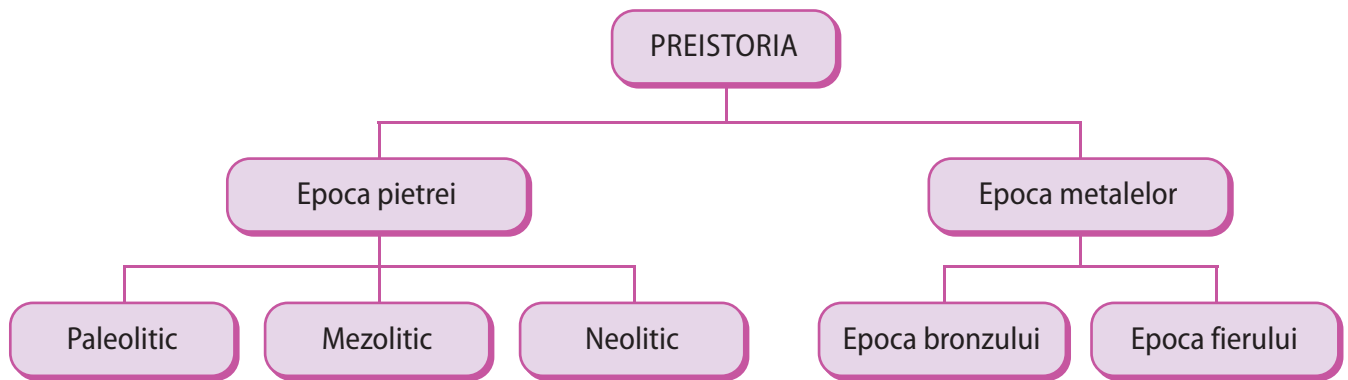 PREISTORIA
Epoca pietrei
Epoca metalelor
Paleolitic
Mezolitic
Neolitic
Epoca bronzului
Epoca fierului